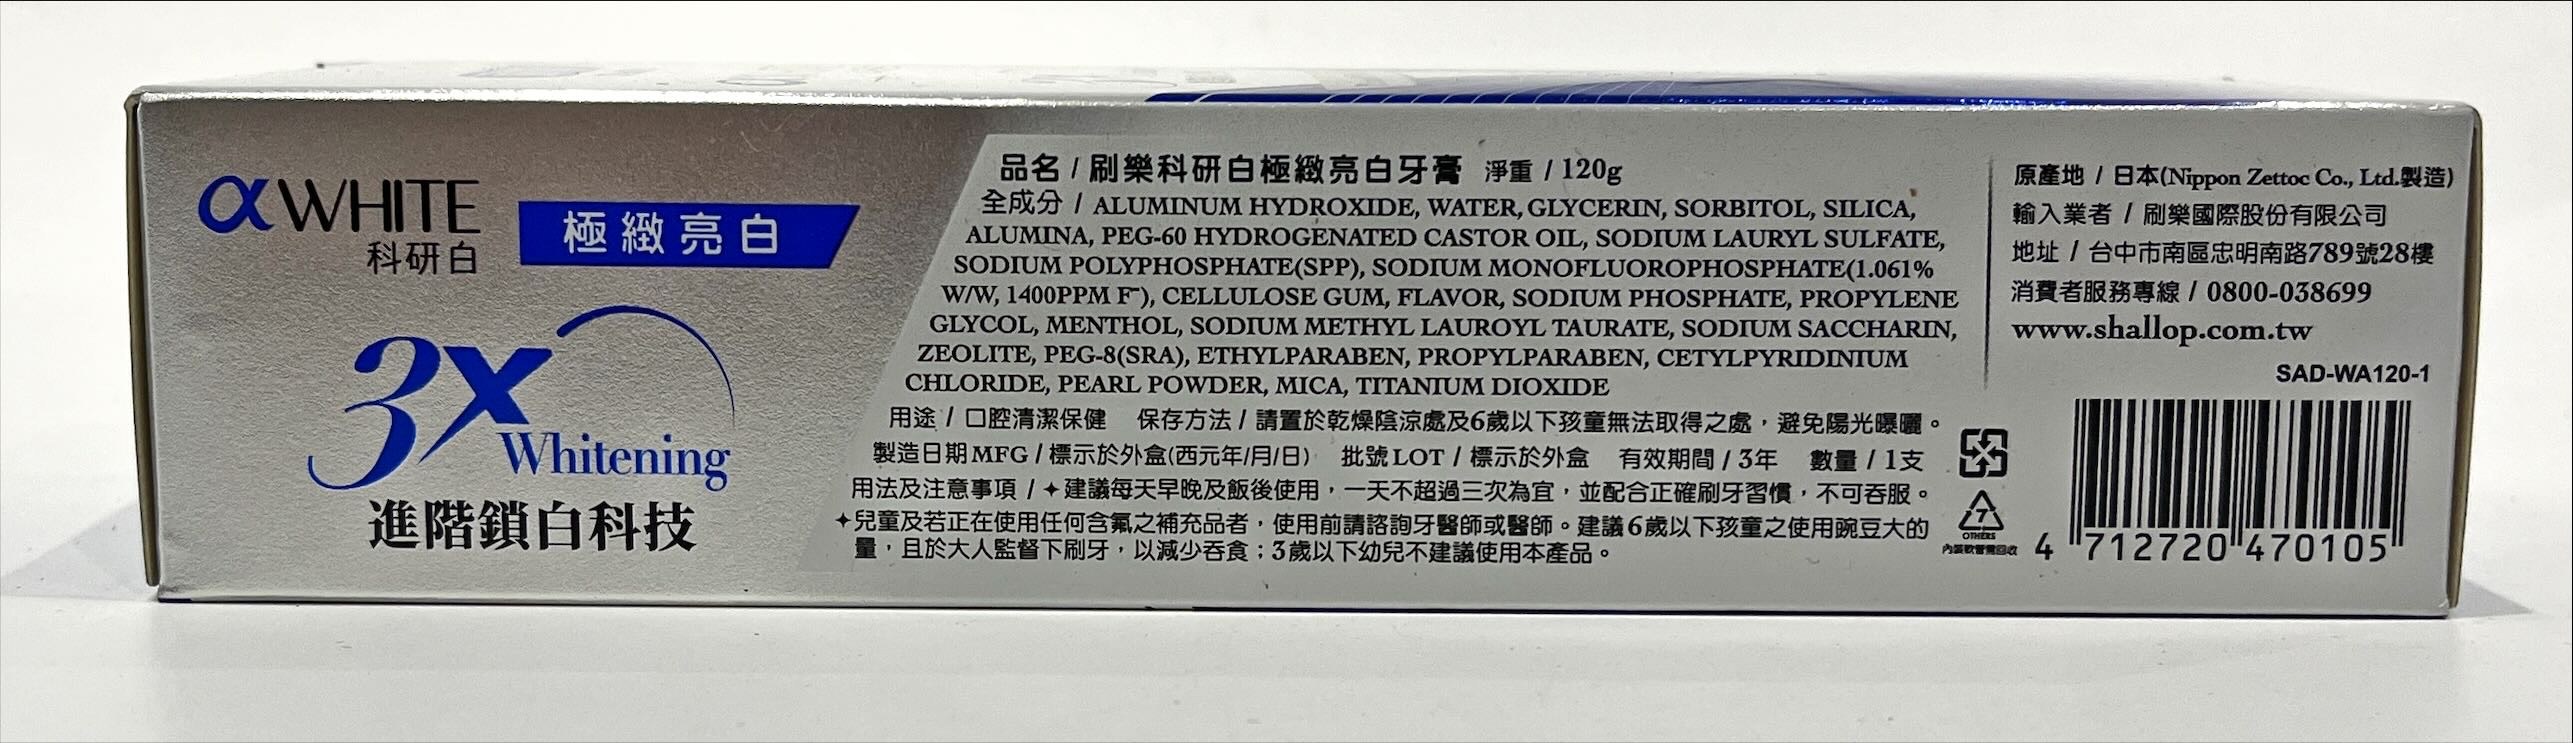 αWHITE
科研白
極緻亮白
3X
Whitening
進階鎖白科技
品名 / 刷樂科研白極緻亮白牙膏 淨重 / 120g
全成分 / ALUMINUM HYDROXIDE, WATER, GLYCERIN, SORBITOL, SILICA,
ALUMINA, PEG-60 HYDROGENATED CASTOR OIL, SODIUM LAURYL SULFATE,
SODIUM POLYPHOSPHATE(SPP), SODIUM MONOFLUOROPHOSPHATE(1.061%
W/W, 1400PPM F⁻), CELLULOSE GUM, FLAVOR, SODIUM PHOSPHATE, PROPYLENE
GLYCOL, MENTHOL, SODIUM METHYL LAUROYL TAURATE, SODIUM SACCHARIN,
ZEOLITE, PEG-8(SRA), ETHYLPARABEN, PROPYLPARABEN, CETYLPYRIDINIUM
CHLORIDE, PEARL POWDER, MICA, TITANIUM DIOXIDE
用途 / 口腔清潔保健 保存方法 / 請置於乾燥陰涼處及6歲以下孩童無法取得之處，避免陽光曝曬。
製造日期MFG / 標示於外盒(西元年/月/日) 批號LOT / 標示於外盒 有效期間 / 3年 數量 / 1支
用法及注意事項 / ✦建議每天早晚及飯後使用，一天不超過三次為宜，並配合正確刷牙習慣，不可吞服。
✦兒童及若正在使用任何含氟之補充品者，使用前請諮詢牙醫師或醫師。建議6歲以下孩童之使用豌豆大的
量，且於大人監督下刷牙，以減少吞食；3歲以下幼兒不建議使用本產品。
原產地 / 日本(Nippon Zettoc Co., Ltd.製造)
輸入業者 / 刷樂國際股份有限公司
地址 / 台中市南區忠明南路789號28樓
消費者服務專線 / 0800-038699
www.shallop.com.tw
SAD-WA120-1
7
OTHERS
內裝軟管需回收
4 712720 470105